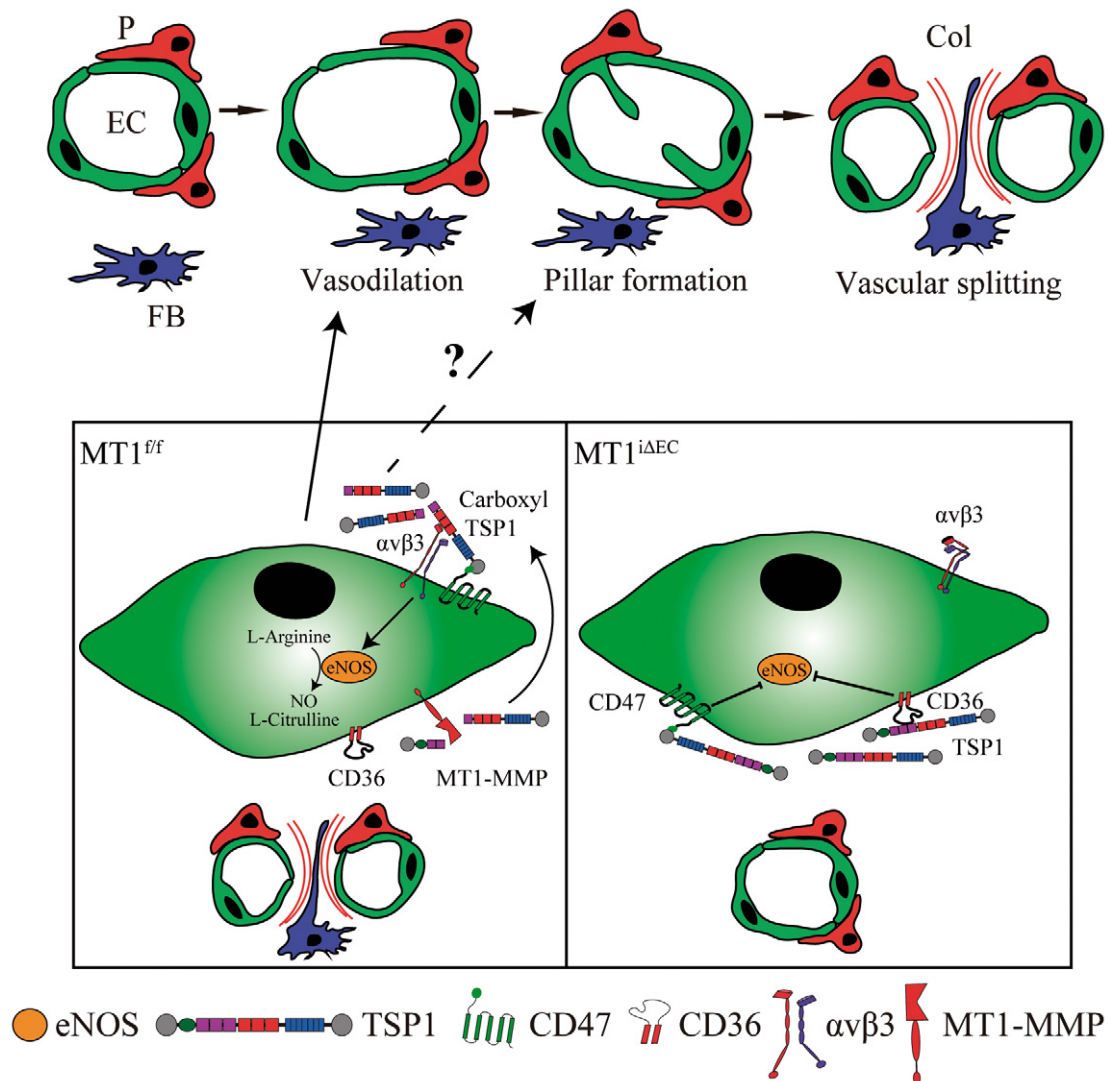 P
Col
EC
FB
Vasodilation
Pillar formation
Vascular splitting
?
MT1f/f
Carboxyl
TSP1
αvβ3
L-Arginine
eNOS
NO
L-Citrulline
CD36
MT1-MMP
MT1iΔEC
αvβ3
eNOS
CD47
CD36
TSP1
eNOS TSP1 CD47 CD36 αvβ3 MT1-MMP